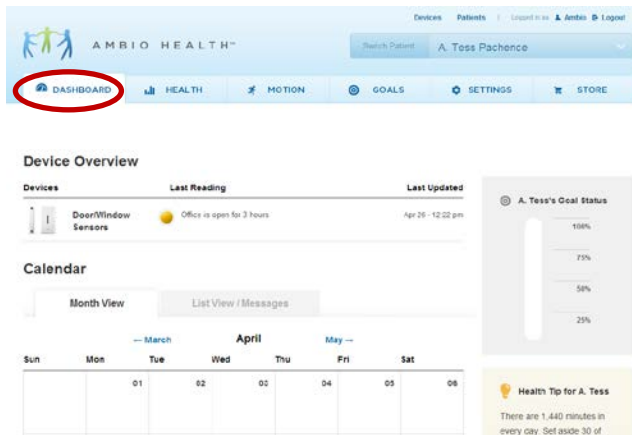 Devices Patients | Logged in as Ambio Logout
AMBIO HEALTH™
Switch Patient A. Tess Pachence
DASHBOARD HEALTH MOTION GOALS SETTINGS STORE
Device Overview
Devices Last Reading Last Updated
Door/Window Sensors Office is open for 3 hours Apr 26 - 12:22 pm
A. Tess's Goal Status
100%
75%
50%
25%
Calendar
Month View List View / Messages
← March April May →
Sun Mon Tue Wed Thu Fri Sat
01 02 03 04 05 06
Health Tip for A. Tess
There are 1,440 minutes in
every day. Set aside 30 of